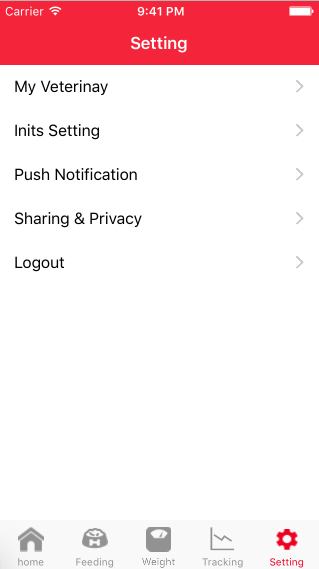 Carrier 9:41 PM
Setting
My Veterinay
Inits Setting
Push Notification
Sharing & Privacy
Logout
home Feeding Weight Tracking Setting